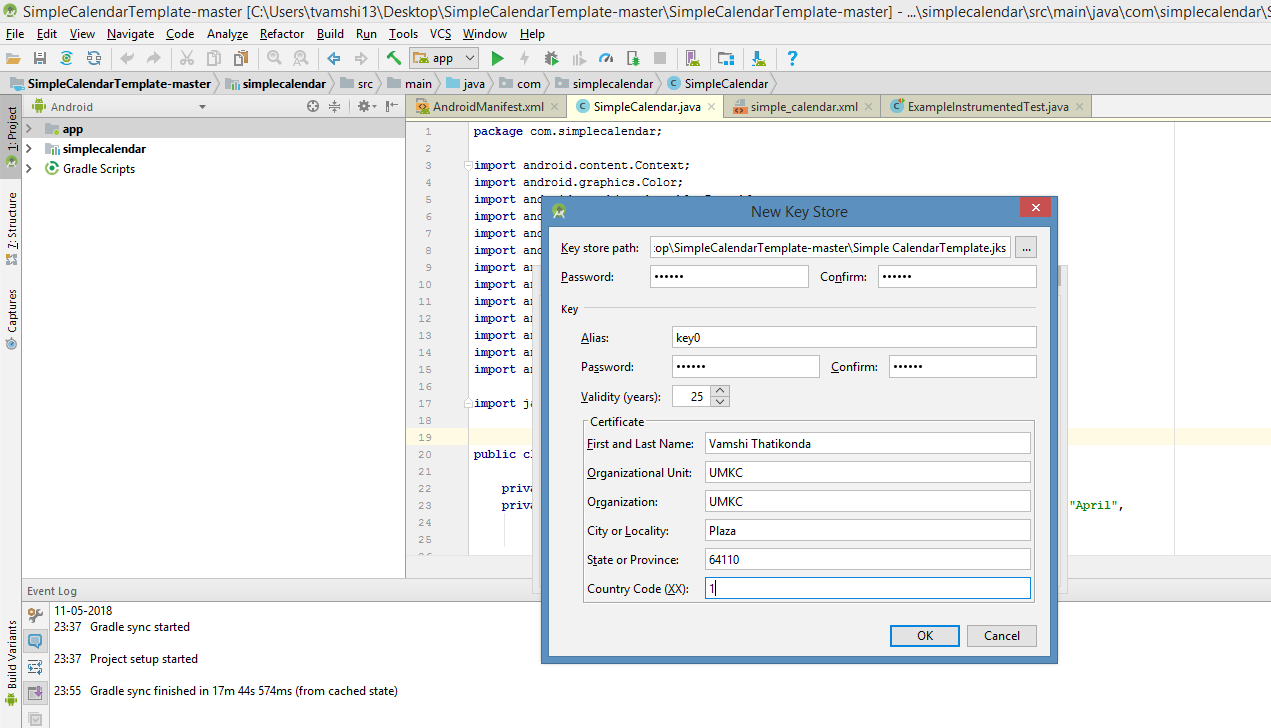 SimpleCalendarTemplate-master [C:\Users\tvamshi13\Desktop\SimpleCalendarTemplate-master\SimpleCalendarTemplate-master] - ...\simplecalendar\src\main\java\com\simplecalendar\S
File Edit View Navigate Code Analyze Refactor Build Run Tools VCS Window Help
app
SimpleCalendarTemplate-master simplecalendar src main java com simplecalendar SimpleCalendar
Android
AndroidManifest.xml SimpleCalendar.java simple_calendar.xml ExampleInstrumentedTest.java
1: Project
7: Structure
Captures
Build Variants
app
simplecalendar
Gradle Scripts
1 package com.simplecalendar;
2
3 import android.content.Context;
4 import android.graphics.Color;
5 import an
6 import and
7 import and
8 import and
9 import an
10 import an
11 import an
12 import an
13 import an
14 import an
15 import an
16
17 import j
18
19
20 public cl
21
22 priva
23 priva "April",
24
25
New Key Store
Key store path: :op\SimpleCalendarTemplate-master\Simple CalendarTemplate.jks ...
Password: •••••• Confirm: ••••••
Key
Alias: key0
Password: •••••• Confirm: ••••••
Validity (years): 25
Certificate
First and Last Name: Vamshi Thatikonda
Organizational Unit: UMKC
Organization: UMKC
City or Locality: Plaza
State or Province: 64110
Country Code (XX): 1
OK Cancel
Event Log
11-05-2018
23:37 Gradle sync started
23:37 Project setup started
23:55 Gradle sync finished in 17m 44s 574ms (from cached state)